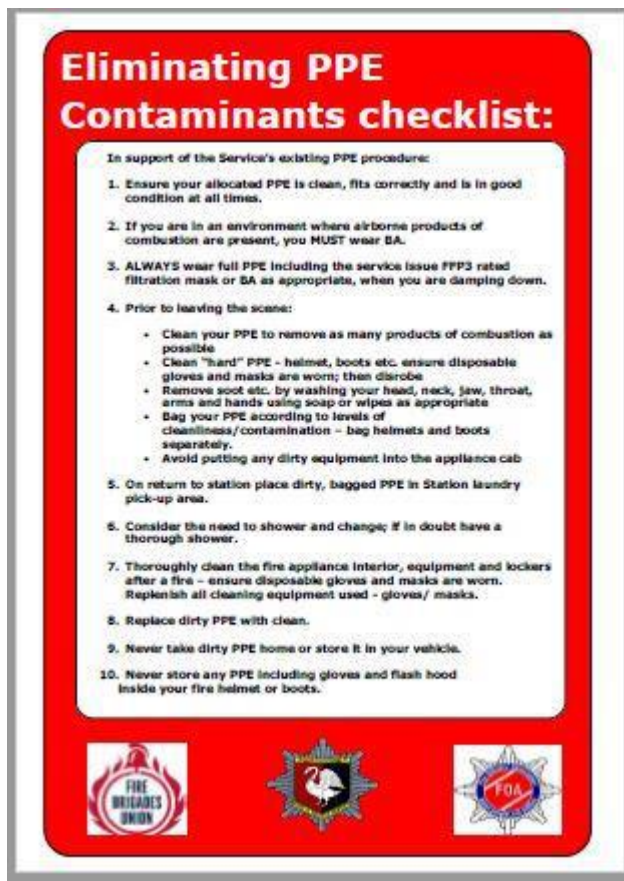 Eliminating PPE
Contaminants checklist:
In support of the Service's existing PPE procedure:
1. Ensure your allocated PPE is clean, fits correctly and is in good
condition at all times.
2. If you are in an environment where airborne products of
combustion are present, you MUST wear BA.
3. ALWAYS wear full PPE including the service issue FFP3 rated
filtration mask or BA as appropriate, when you are damping down.
4. Prior to leaving the scene:
• Clean your PPE to remove as many products of combustion as
possible
• Clean "hard" PPE - helmet, boots etc. ensure disposable
gloves and masks are worn; then disrobe
• Remove soot etc. by washing your head, neck, jaw, throat,
arms and hands using soap or wipes as appropriate
• Bag your PPE according to levels of
cleanliness/contamination – bag helmets and boots
separately.
• Avoid putting any dirty equipment into the appliance cab
5. On return to station place dirty, bagged PPE in Station laundry
pick-up area.
6. Consider the need to shower and change; if in doubt have a
thorough shower.
7. Thoroughly clean the fire appliance interior, equipment and lockers
after a fire – ensure disposable gloves and masks are worn.
Replenish all cleaning equipment used - gloves/ masks.
8. Replace dirty PPE with clean.
9. Never take dirty PPE home or store it in your vehicle.
10. Never store any PPE including gloves and flash hood
inside your fire helmet or boots.
FIRE
BRIGADES
UNION
FOA